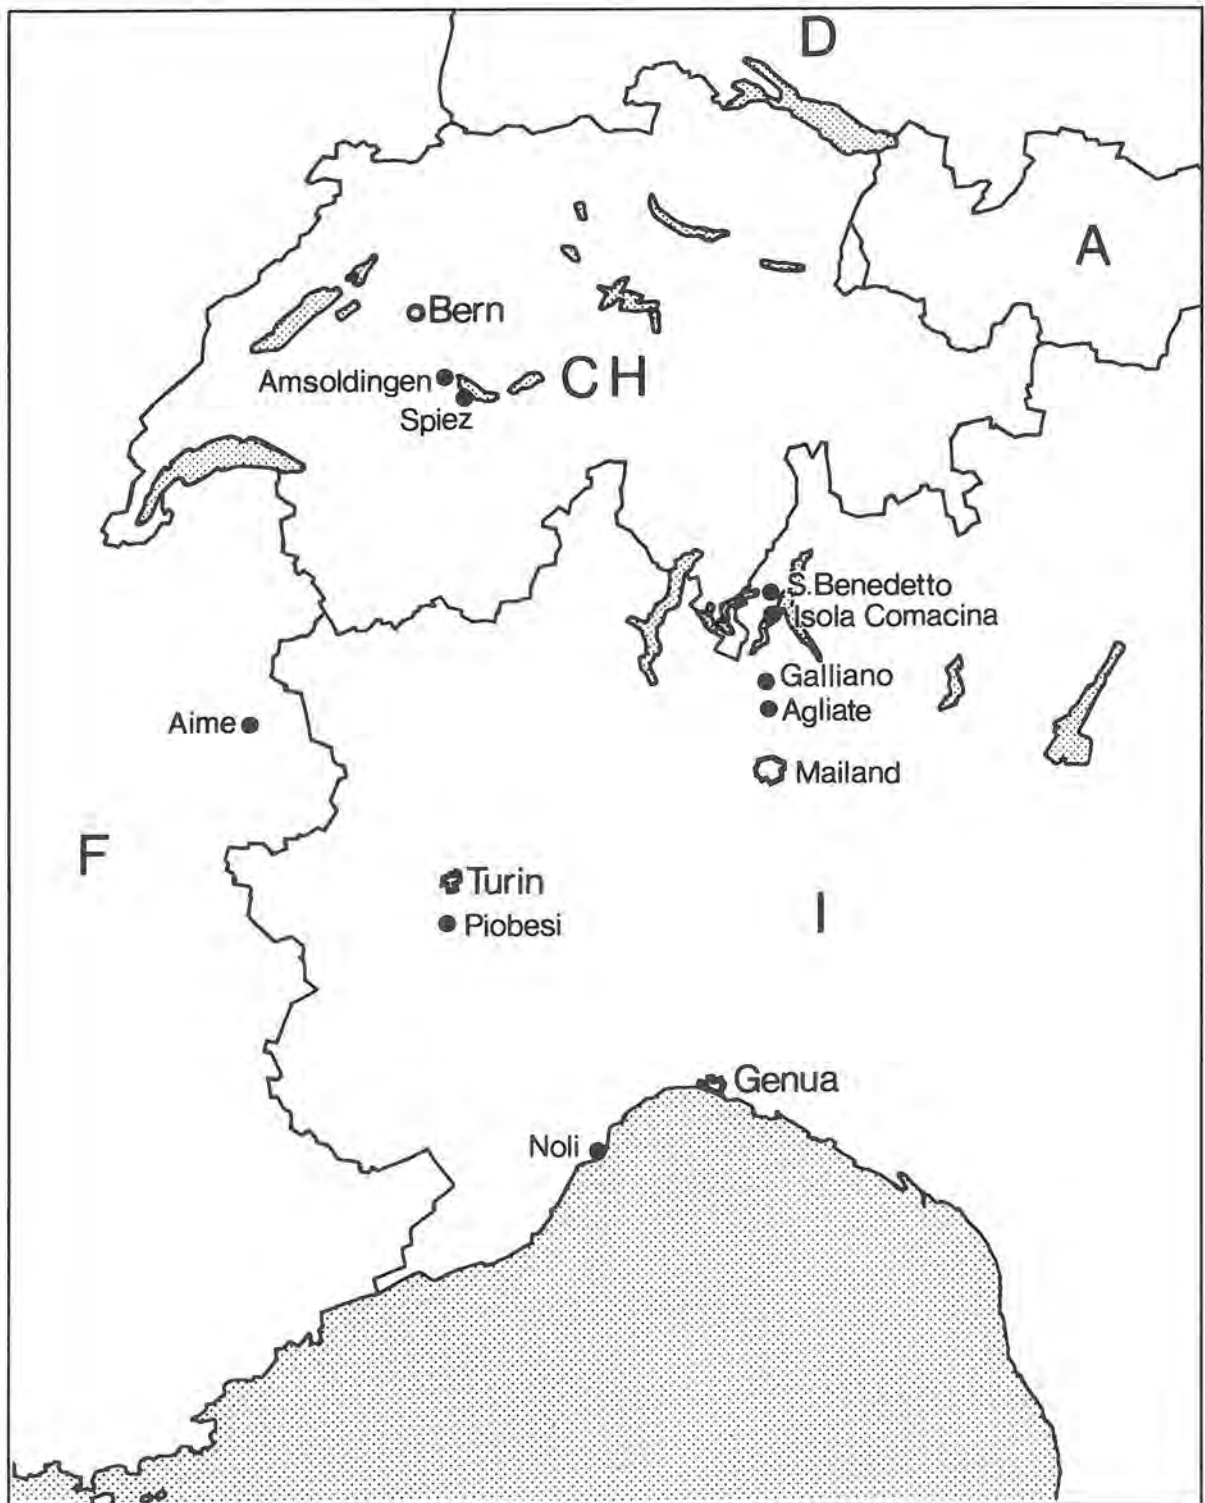 D
A
Bern
CH
Amsoldingen
Spiez
S.Benedetto
Isola Comacina
Galliano
Agliate
Aime
Mailand
F
Turin
I
Piobesi
Genua
Noli